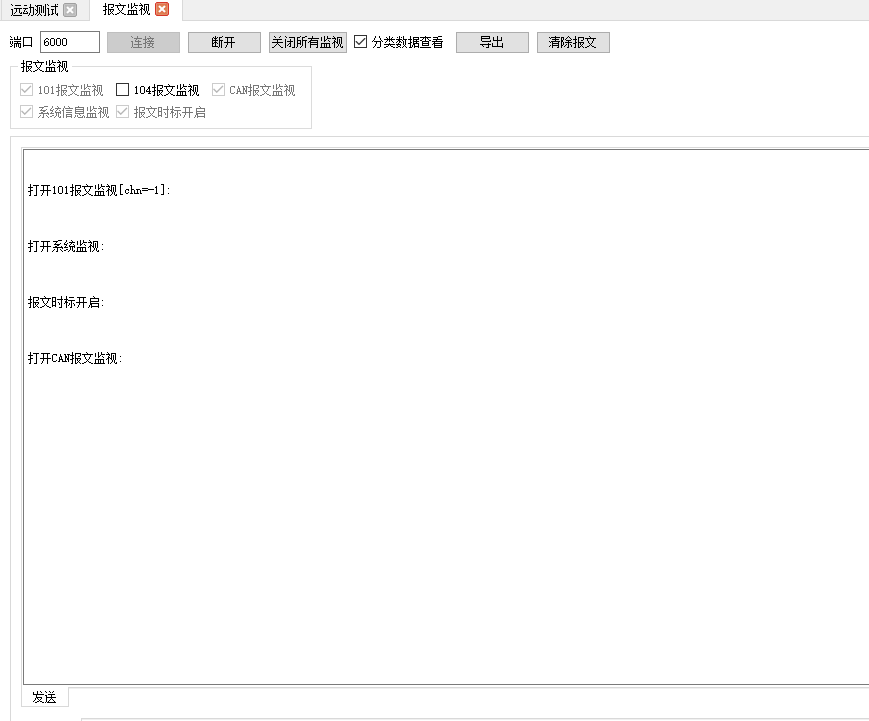 远动测试 报文监视
端口 6000 连接 断开 关闭所有监视 分类数据查看 导出 清除报文
报文监视
101报文监视 104报文监视 CAN报文监视
系统信息监视 报文时标开启
打开101报文监视[chn=-1]:
打开系统监视:
报文时标开启:
打开CAN报文监视:
发送